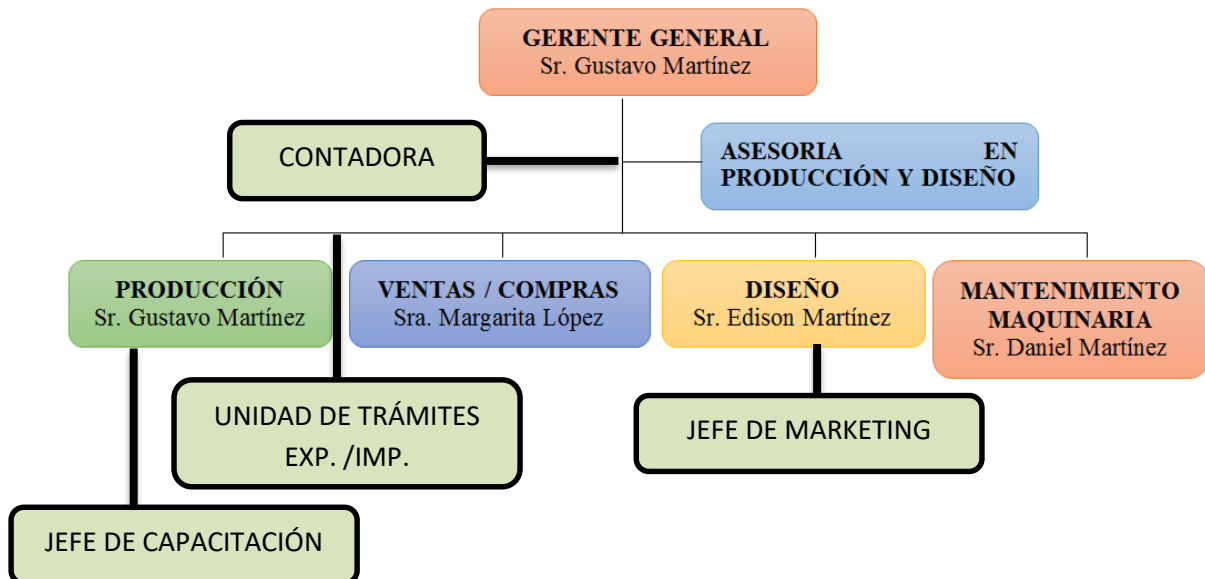 GERENTE GENERAL
Sr. Gustavo Martínez
CONTADORA
ASESORIA EN
PRODUCCIÓN Y DISEÑO
PRODUCCIÓN
Sr. Gustavo Martínez
VENTAS / COMPRAS
Sra. Margarita López
DISEÑO
Sr. Edison Martínez
MANTENIMIENTO
MAQUINARIA
Sr. Daniel Martínez
UNIDAD DE TRÁMITES
EXP. /IMP.
JEFE DE MARKETING
JEFE DE CAPACITACIÓN